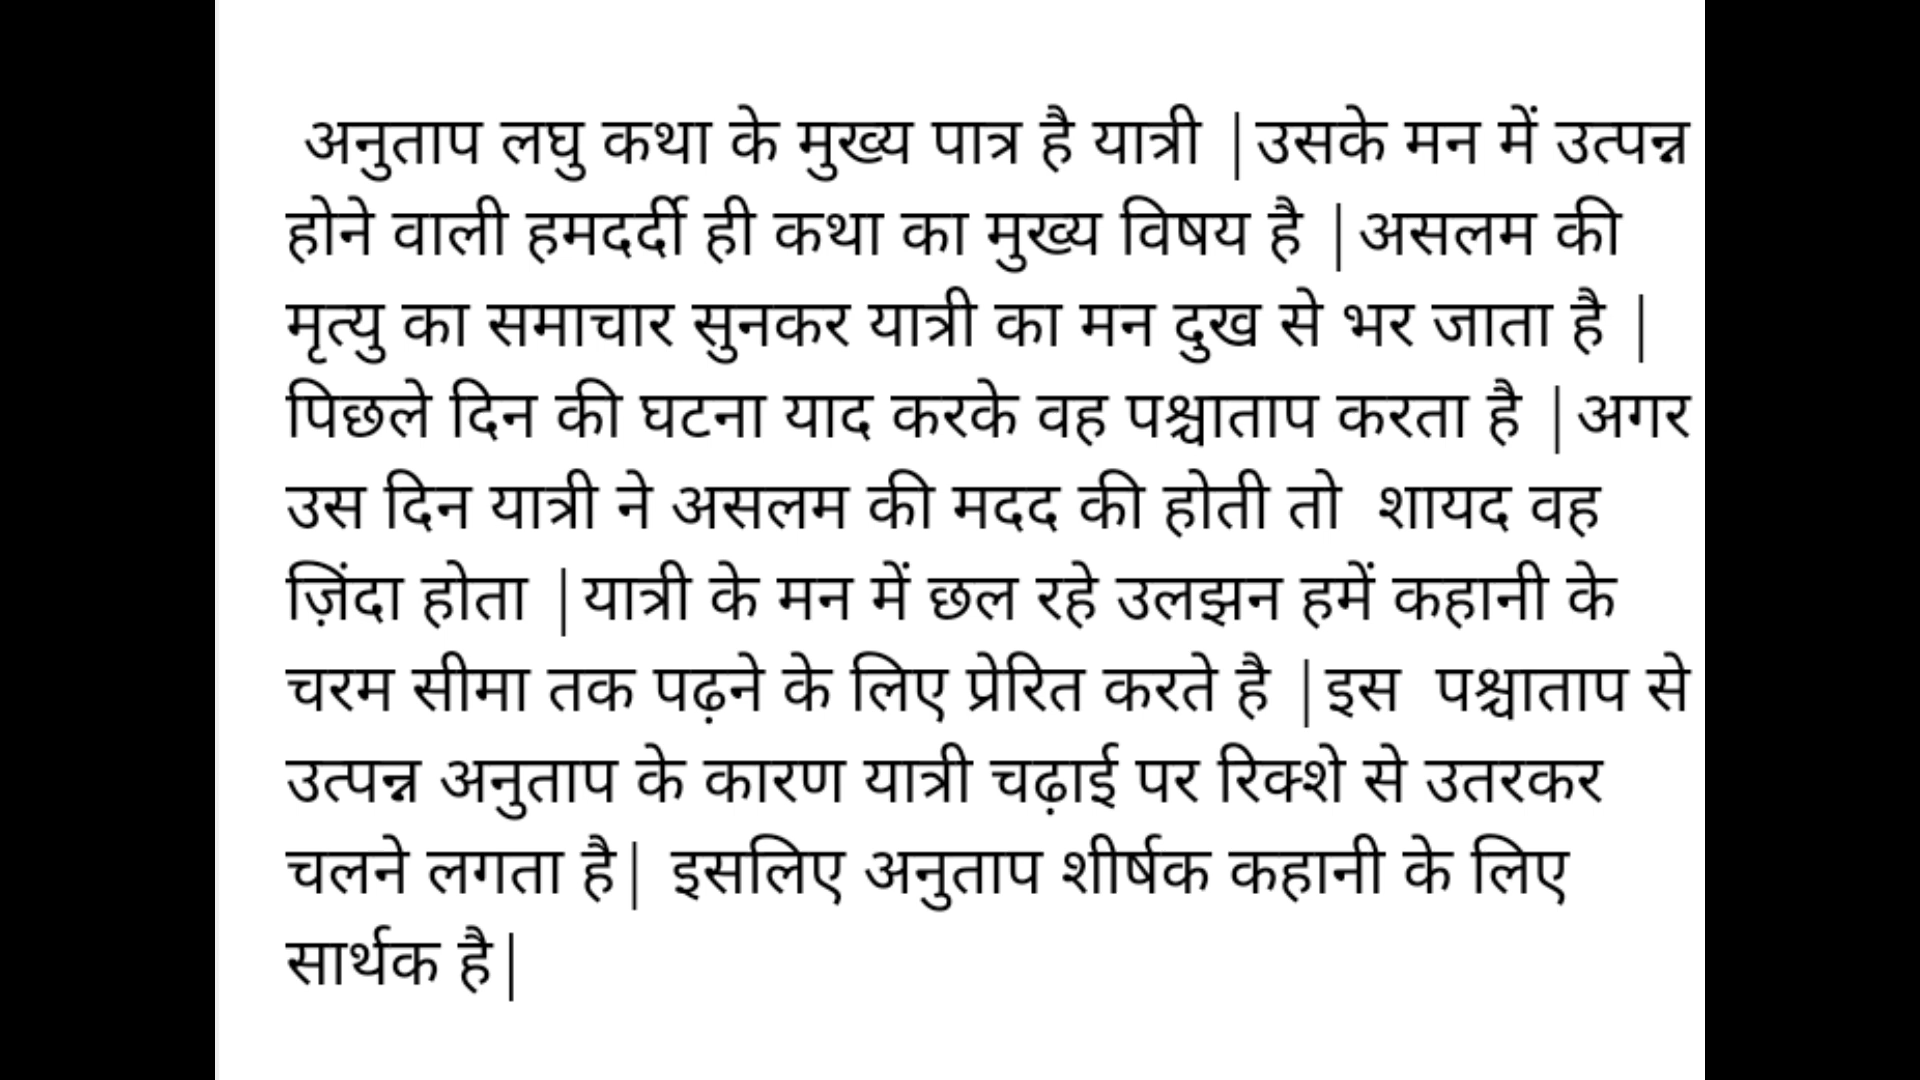 अनुताप लघु कथा के मुख्य पात्र है यात्री |उसके मन में उत्पन्न
होने वाली हमदर्दी ही कथा का मुख्य विषय है |असलम की
मृत्यु का समाचार सुनकर यात्री का मन दुख से भर जाता है |
पिछले दिन की घटना याद करके वह पश्चाताप करता है |अगर
उस दिन यात्री ने असलम की मदद की होती तो  शायद वह
ज़िंदा होता |यात्री के मन में छल रहे उलझन हमें कहानी के
चरम सीमा तक पढ़ने के लिए प्रेरित करते है |इस  पश्चाताप से
उत्पन्न अनुताप के कारण यात्री चढ़ाई पर रिक्शे से उतरकर
चलने लगता है|  इसलिए अनुताप शीर्षक कहानी के लिए
सार्थक है|